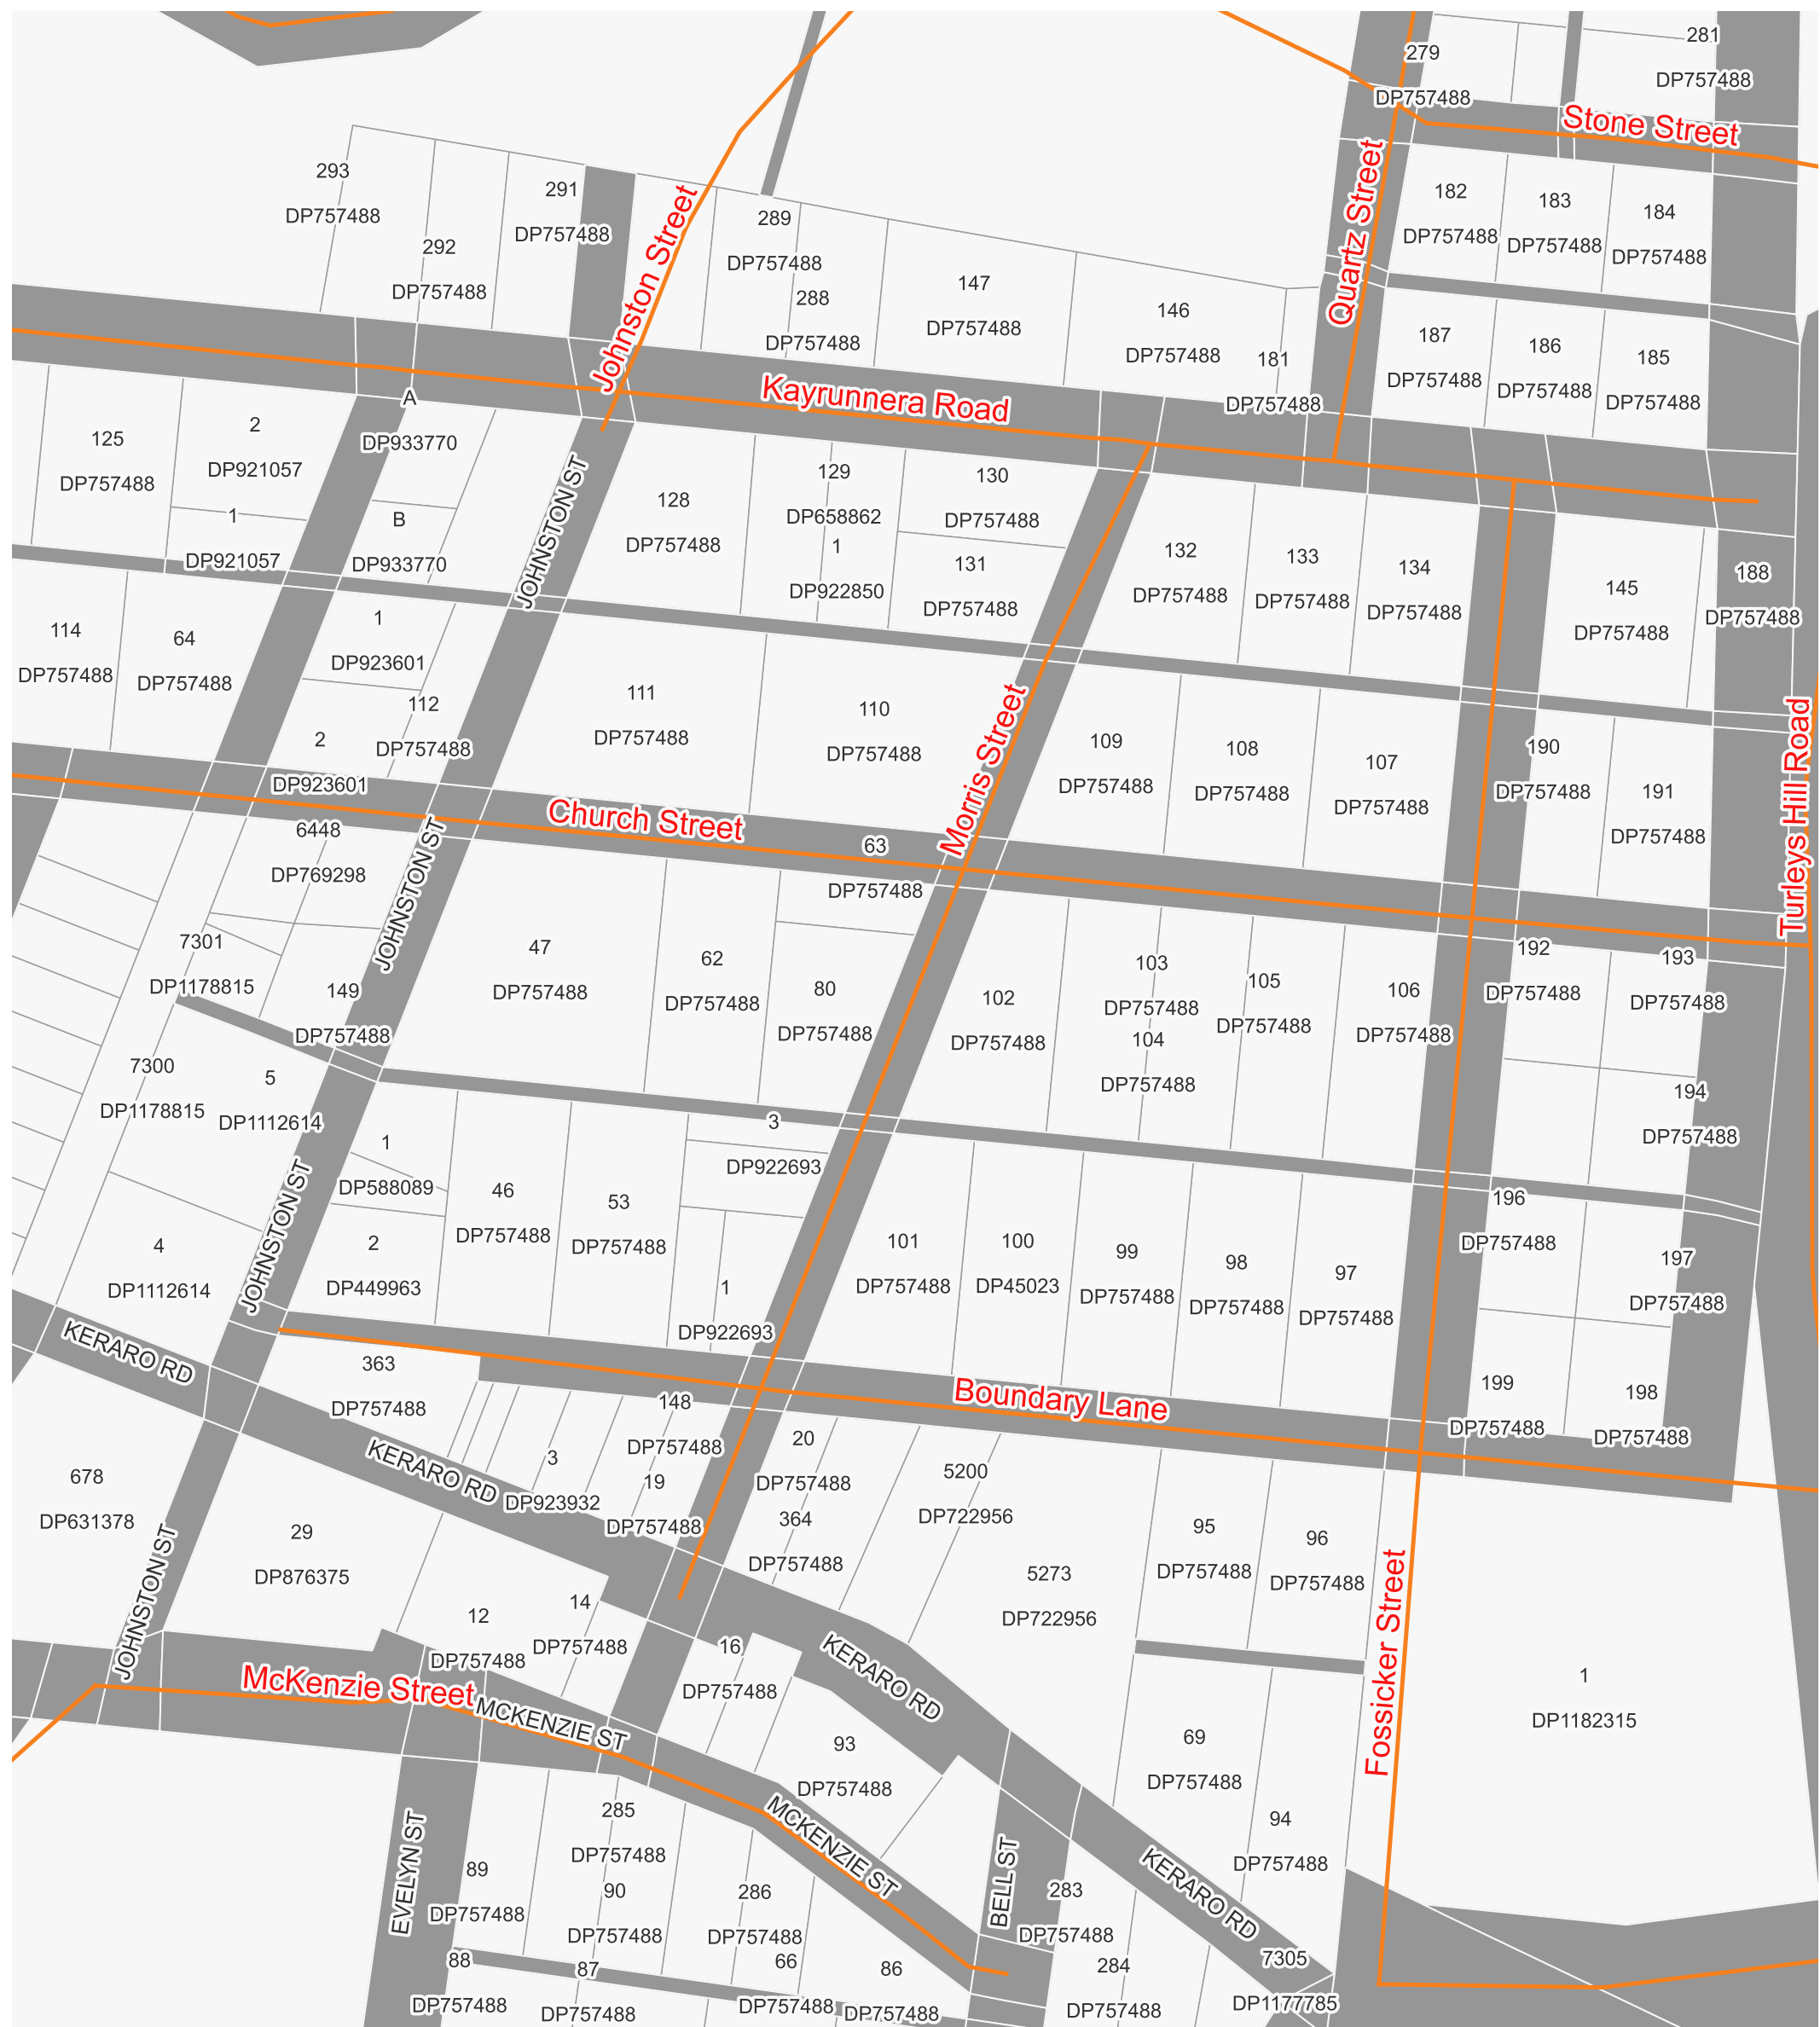 279
DP757488
281
DP757488
Stone Street
293
DP757488
292
DP757488
291
DP757488
Johnston Street
289
DP757488
288
DP757488
147
DP757488
146
DP757488
181
DP757488
Quartz Street
182
DP757488
183
DP757488
184
DP757488
187
DP757488
186
DP757488
185
DP757488
Kayrunnera Road
125
DP757488
2
DP921057
1
DP921057
A
DP933770
B
DP933770
JOHNSTON ST
128
DP757488
129
DP658862
1
DP922850
130
DP757488
131
DP757488
132
DP757488
133
DP757488
134
DP757488
145
DP757488
188
DP757488
114
DP757488
64
DP757488
1
DP923601
112
DP757488
2
DP923601
111
DP757488
110
DP757488
Morris Street
109
DP757488
108
DP757488
107
DP757488
190
DP757488
191
DP757488
Turleys Hill Road
Church Street
6448
DP769298
JOHNSTON ST
63
DP757488
7301
DP1178815
149
DP757488
47
DP757488
62
DP757488
80
DP757488
102
DP757488
103
DP757488
104
DP757488
105
DP757488
106
DP757488
192
DP757488
193
DP757488
194
DP757488
7300
DP1178815
5
DP1112614
1
DP588089
46
DP757488
53
DP757488
3
DP922693
4
DP1112614
JOHNSTON ST
2
DP449963
1
DP922693
101
DP757488
100
DP45023
99
DP757488
98
DP757488
97
DP757488
196
DP757488
197
DP757488
199
DP757488
198
DP757488
KERARO RD
363
DP757488
Boundary Lane
148
DP757488
KERARO RD
3
DP923932
19
DP757488
20
DP757488
364
DP757488
5200
DP722956
5273
DP722956
95
DP757488
96
DP757488
Fossicker Street
678
DP631378
JOHNSTON ST
29
DP876375
12
DP757488
14
DP757488
16
DP757488
KERARO RD
McKenzie Street
MCKENZIE ST
93
DP757488
69
DP757488
94
DP757488
1
DP1182315
EVELYN ST
89
DP757488
285
DP757488
90
DP757488
MCKENZIE ST
286
DP757488
BELL ST
283
DP757488
KERARO RD
88
DP757488
87
DP757488
66
DP757488
86
DP757488
284
DP757488
7305
DP1177785